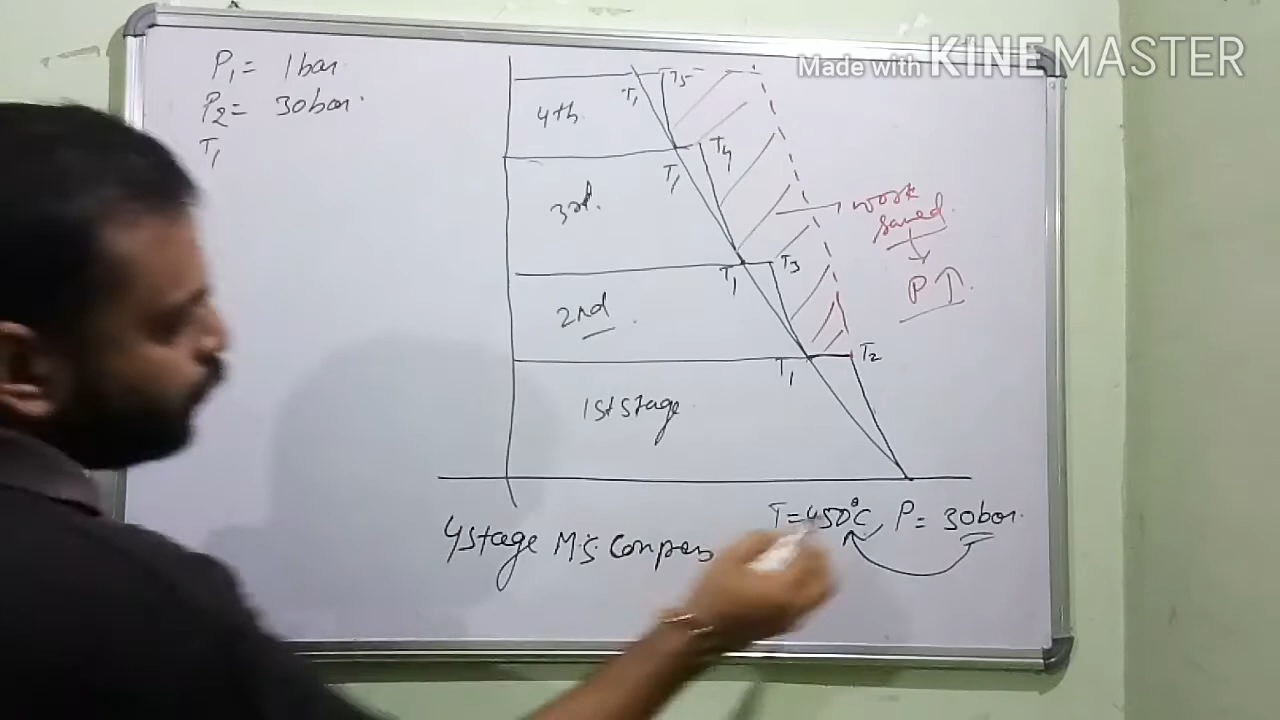 Made with KINEMASTER
P₁ = 1bar
P₂ = 30bar.
T₁
4th
3rd.
2nd
1st stage
T₁ T5
T₁ T4
T₁ T3
T₁ T₂
work
saved.
P ↑
T=450°C, P = 30bar.
4stage M.S. Compres